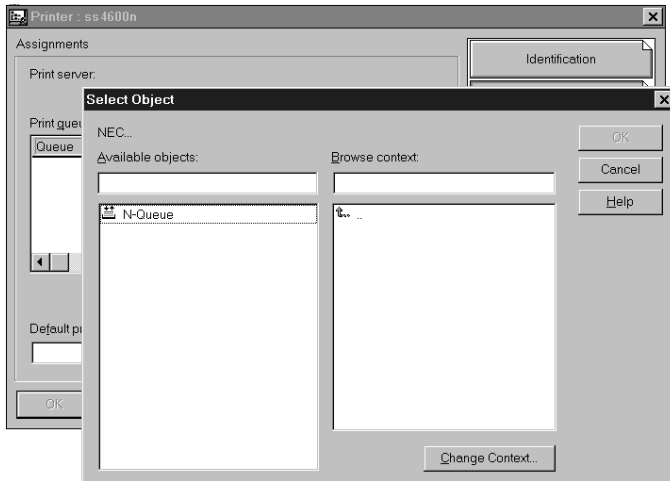 Printer : ss4600n
Assignments
Identification
Print server:
Select Object
Print queu
Queue
NEC...
Available objects:
Browse context:
OK
Cancel
Help
N-Queue
..
Default pr
OK
Change Context...